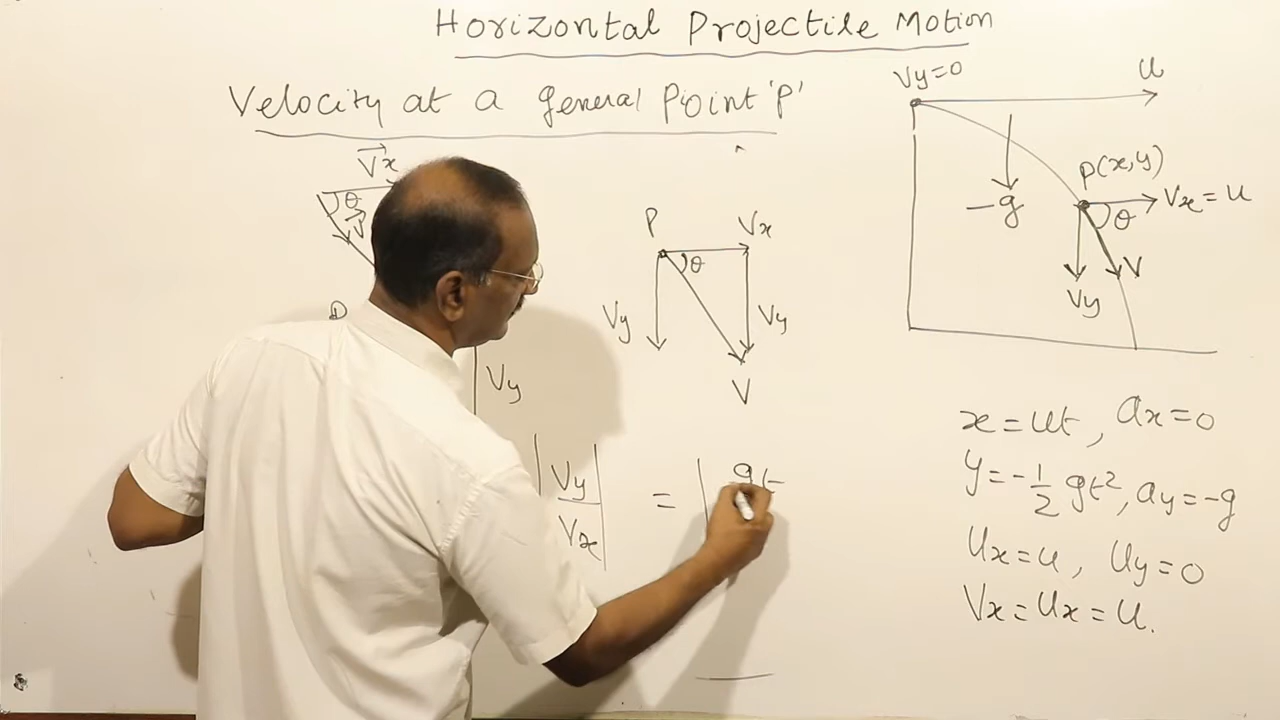 Horizontal Projectile Motion
Velocity at a general Point 'P'
Vx
θ
V
D
Vy
P
Vx
θ
Vy
Vy
V
|Vy/Vx| = | gt
Vy=0
u
P(x,y)
-g
Vx = u
θ
V
Vy
x = ut, ax=0
y=-1/2 gt², ay=-g
Ux=u, Uy=0
Vx=Ux=U.